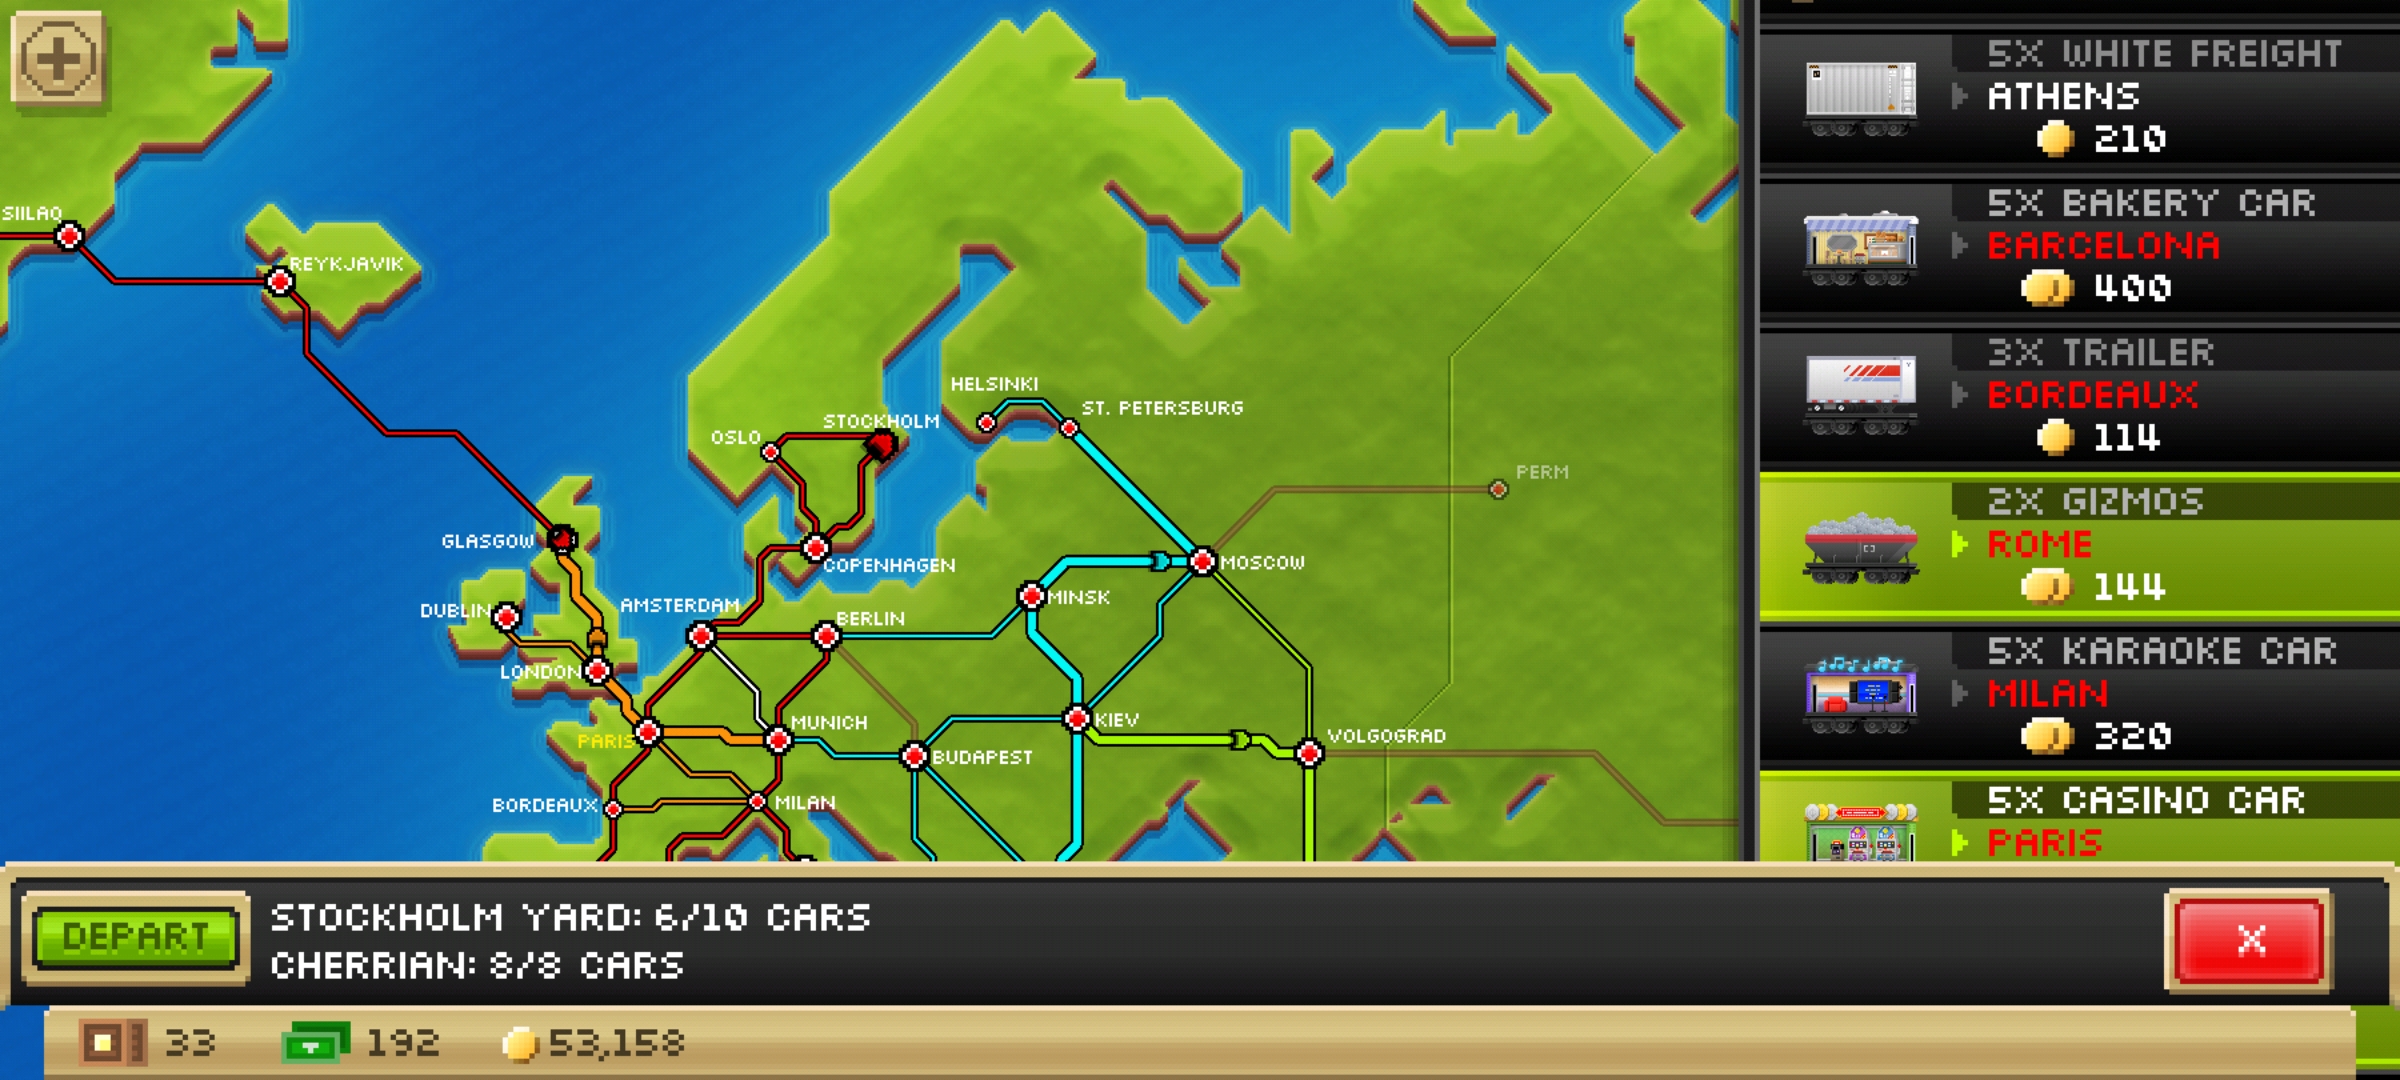 SIILAQ
REYKJAVIK
HELSINKI
ST. PETERSBURG
STOCKHOLM
OSLO
PERM
GLASGOW
COPENHAGEN
MOSCOW
DUBLIN
AMSTERDAM
MINSK
BERLIN
LONDON
PARIS
MUNICH
KIEV
VOLGOGRAD
BUDAPEST
BORDEAUX
MILAN
5X WHITE FREIGHT
ATHENS
210
5X BAKERY CAR
BARCELONA
400
3X TRAILER
BORDEAUX
114
2X GIZMOS
ROME
144
5X KARAOKE CAR
MILAN
320
5X CASINO CAR
PARIS
DEPART
STOCKHOLM YARD: 6/10 CARS
CHERRIAN: 8/8 CARS
X
33
192
53,158